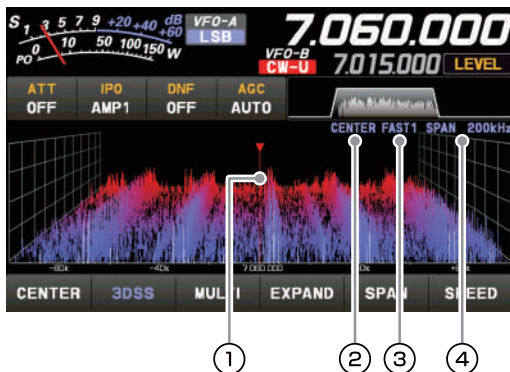 S 1 3 5 7 9 +20 +40 +60 dB
PO 0 10 50 100 150 W
VFO-A
LSB
7.060.000
VFO-B
CW-U
7.015.000
LEVEL
ATT
OFF
IPO
AMP1
DNF
OFF
AGC
AUTO
CENTER FAST1 SPAN 200kHz
-80k
-40k
7.060.000
CENTER
3DSS
MULTI
EXPAND
SPAN
SPEED
1
2
3
4